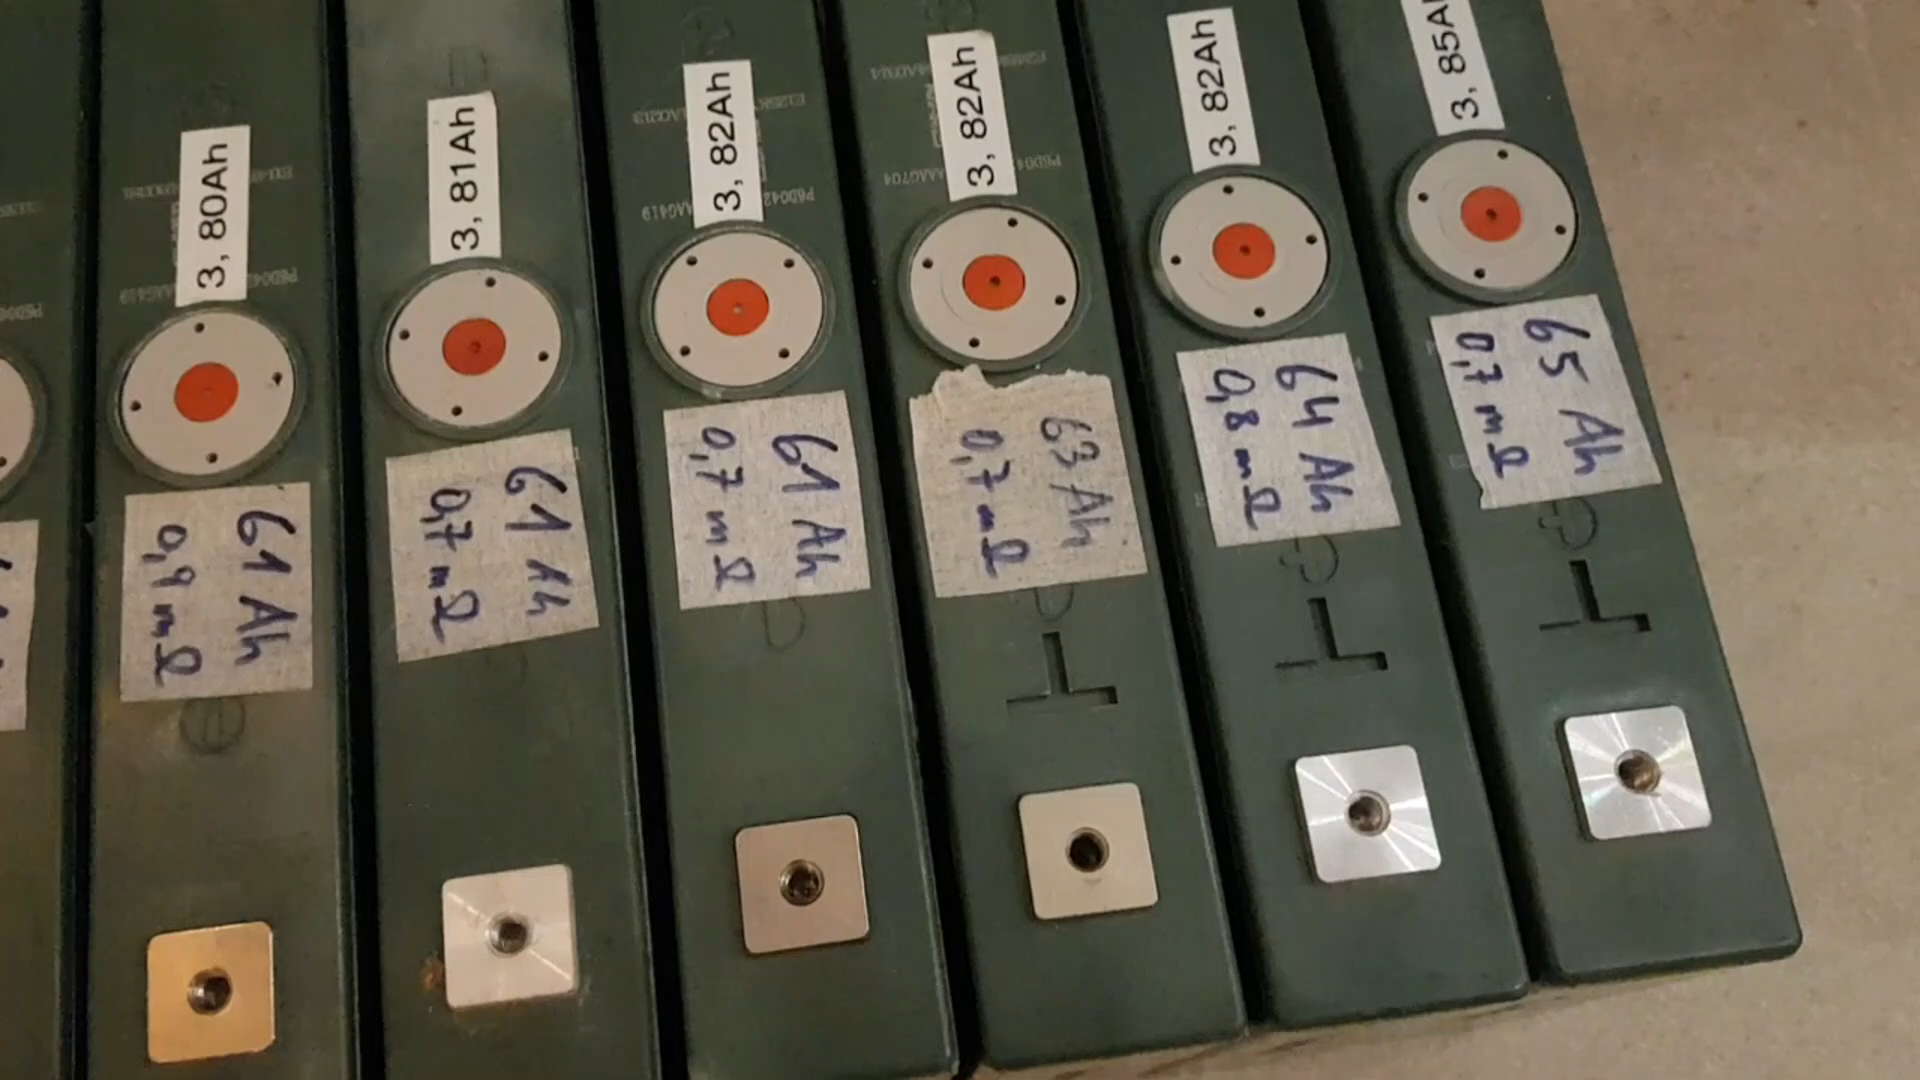 3, 80Ah
3, 81Ah
3, 82Ah
3, 82Ah
3, 82Ah
3, 85Ah
61 Ah
0,9 mΩ
61 Ah
0,7 mΩ
61 Ah
0,7 mΩ
63 Ah
0,7 mΩ
64 Ah
0,8 mΩ
65 Ah
0,7 mΩ